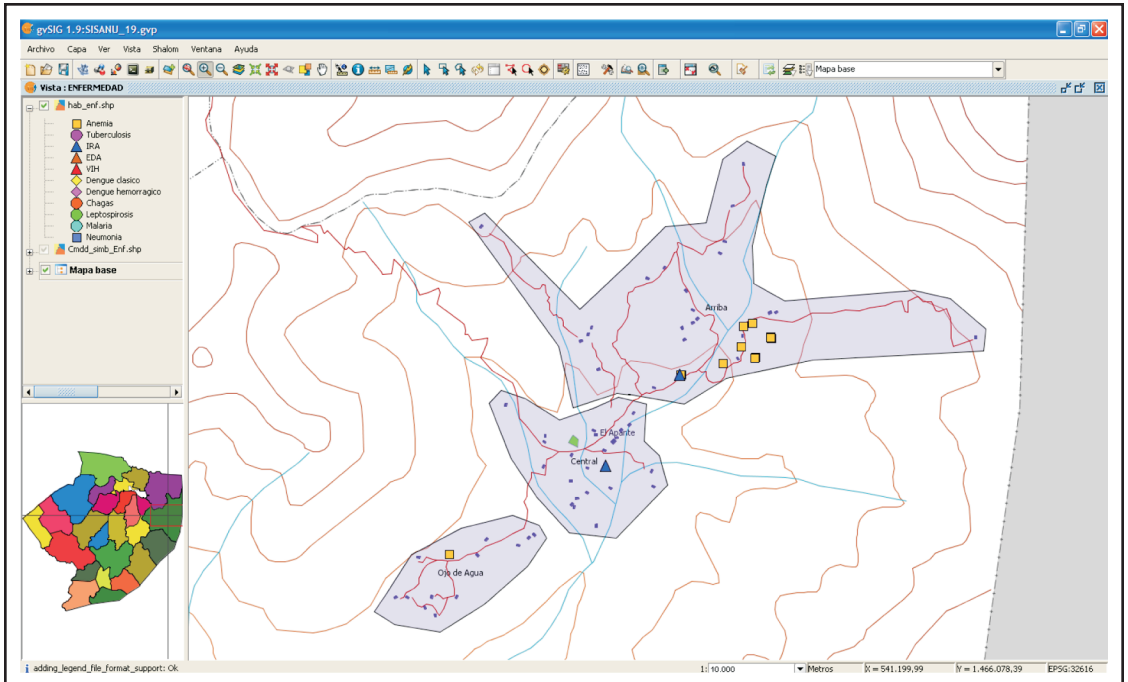 gvSIG 1.9:SISANU_19.gvp
Archivo Capa Ver Vista Shalom Ventana Ayuda
Mapa base
Vista : ENFERMEDAD
hab_enf.shp
Anemia
Tuberculosis
IRA
EDA
VIH
Dengue clasico
Dengue hemorragico
Chagas
Leptospirosis
Malaria
Neumonia
Cmdd_simb_Enf.shp
Mapa base
Arriba
El Apante
Central
Ojo de Agua
adding_legend_file_format_support: Ok
1: 10.000 Metros X = 541.199,99 Y = 1.466.078,39 EPSG:32616